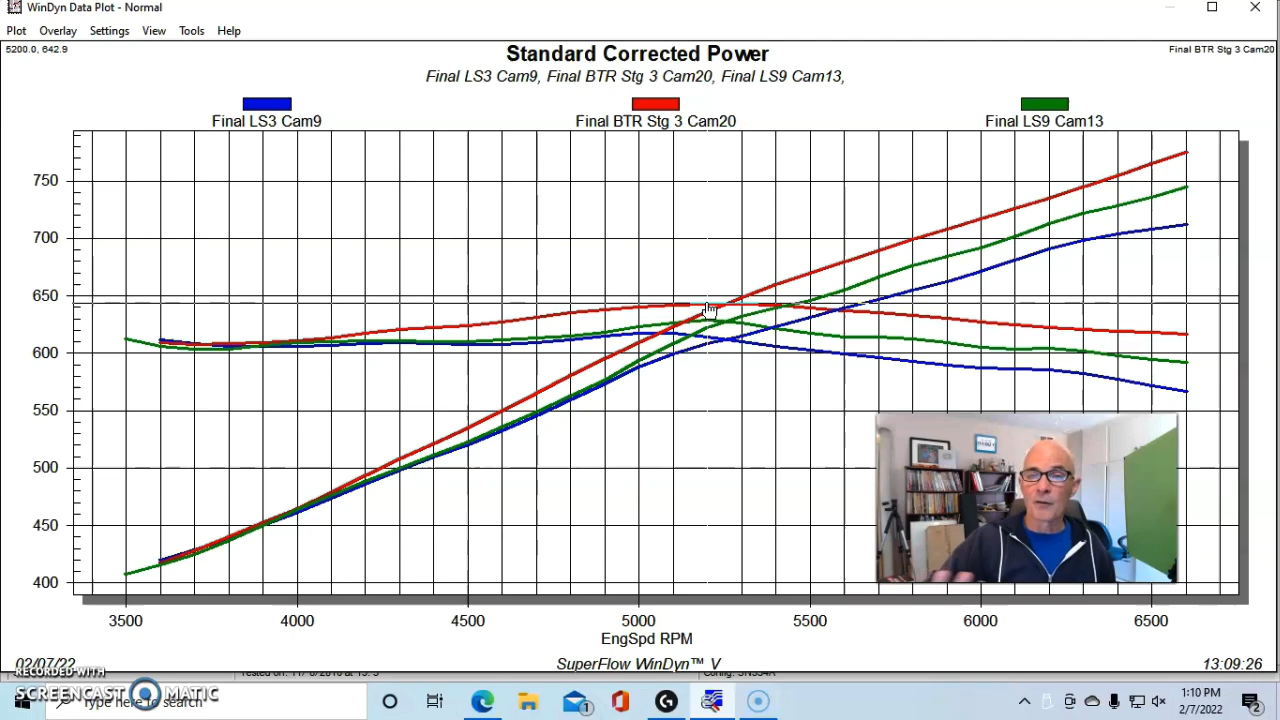 WinDyn Data Plot - Normal
Plot Overlay Settings View Tools Help
5200.0, 642.9
Final BTR Stg 3 Cam20
Standard Corrected Power
Final LS3 Cam9, Final BTR Stg 3 Cam20, Final LS9 Cam13,
Final LS3 Cam9
Final BTR Stg 3 Cam20
Final LS9 Cam13
750
700
650
600
550
500
450
400
3500 4000 4500 5000 5500 6000 6500
EngSpd RPM
02/07/22
SuperFlow WinDyn™ V
13:09:26
RECORDED WITH
SCREENCAST MATIC
Type here to search
1
1:10 PM
2/7/2022
2